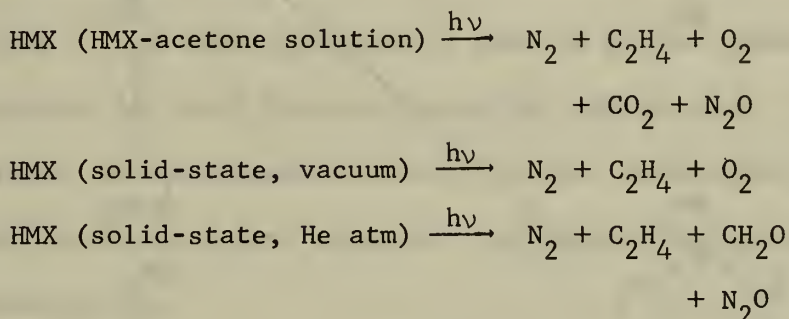 HMX (HMX-acetone solution) hν⟶ N₂ + C₂H₄ + O₂
+ CO₂ + N₂O
HMX (solid-state, vacuum) hν⟶ N₂ + C₂H₄ + O₂
HMX (solid-state, He atm) hν⟶ N₂ + C₂H₄ + CH₂O
+ N₂O